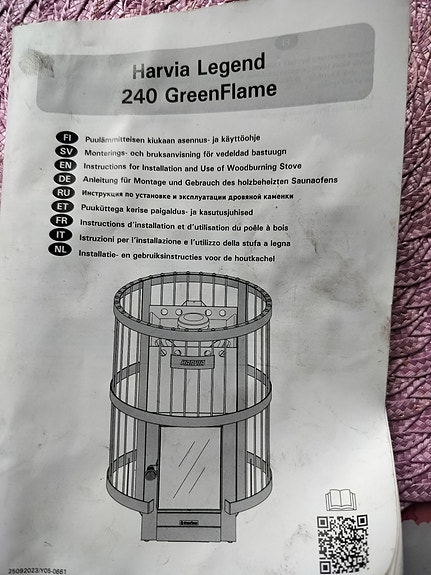 Harvia Legend
240 GreenFlame
FI Puulämmitteisen kiukaan asennus- ja käyttöohje
SV Monterings- och bruksanvisning för vedeldad bastuugn
EN Instructions for Installation and Use of Woodburning Stove
DE Anleitung für Montage und Gebrauch des holzbeheizten Saunaofens
RU Инструкция по установке и эксплуатации дровяной каменки
ET Puuküttega kerise paigaldus- ja kasutusjuhised
FR Instructions d'installation et d'utilisation du poêle à bois
IT Istruzioni per l'installazione e l'utilizzo della stufa a legna
NL Installatie- en gebruiksinstructies voor de houtkachel
HARVIA
25092023/Y05-0661